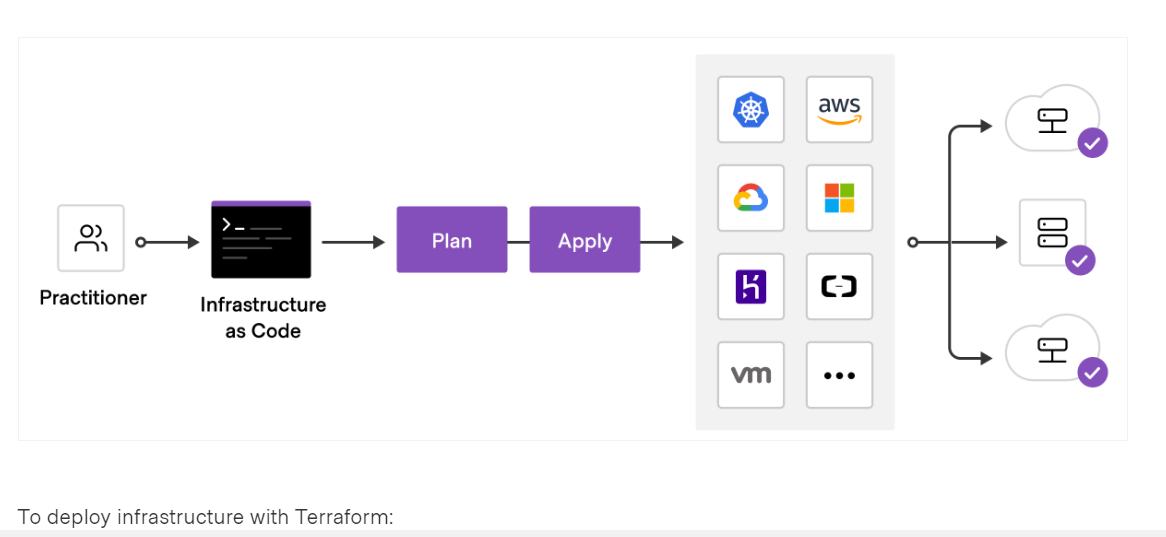 Practitioner
Infrastructure
as Code
Plan
Apply
aws
vm
To deploy infrastructure with Terraform: